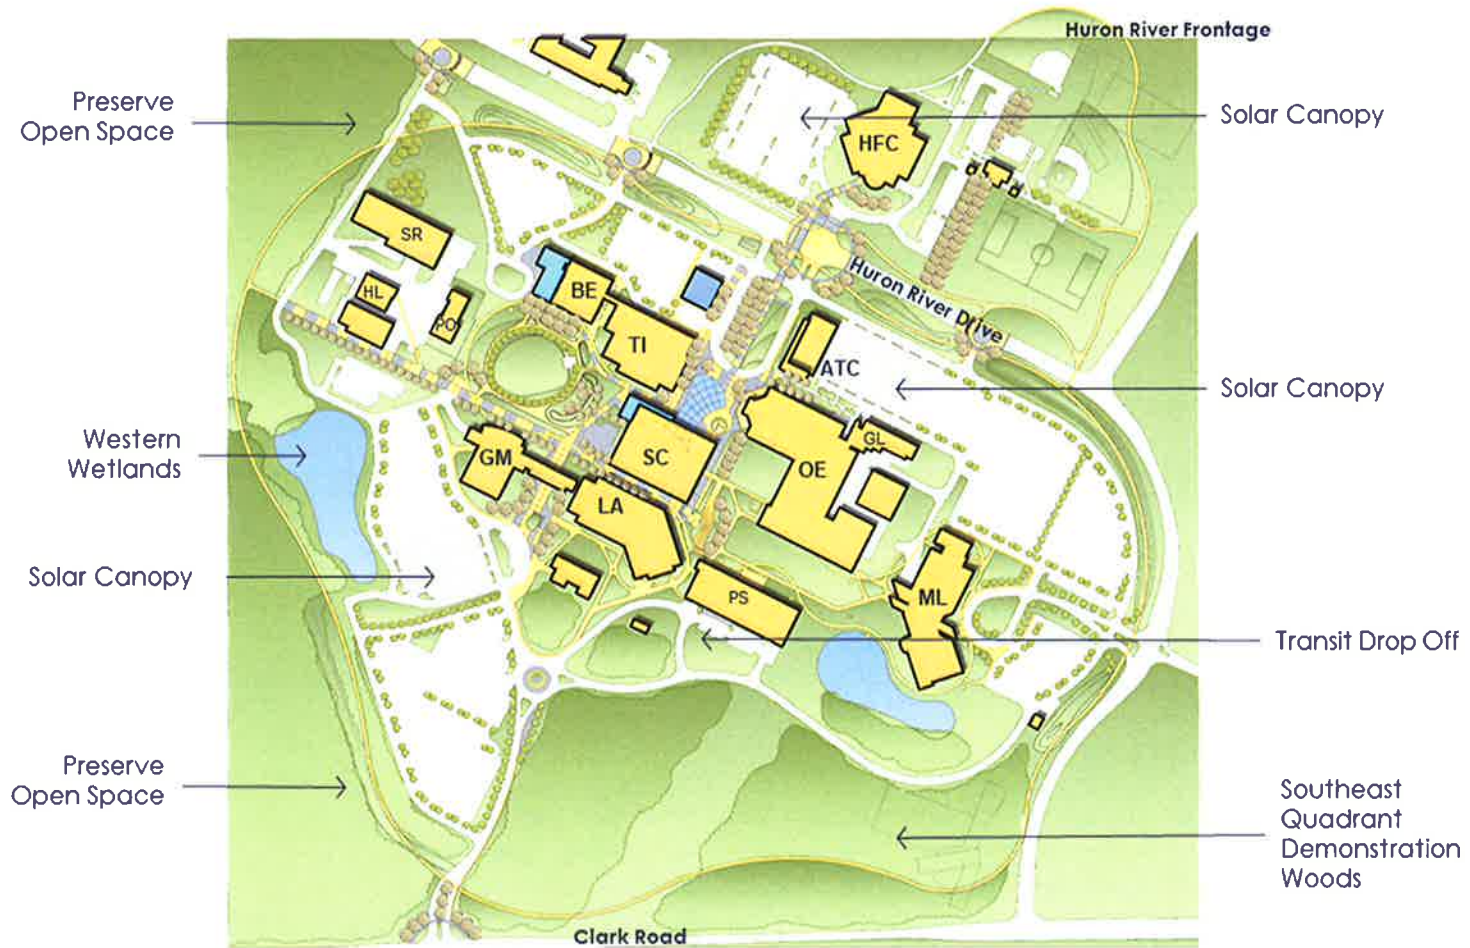 Huron River Frontage
Preserve
Open Space
Solar Canopy
HFC
SR
HL
PO
BE
TI
Huron River Drive
ATC
Solar Canopy
Western
Wetlands
GM
SC
LA
OE
GL
Solar Canopy
PS
ML
Transit Drop Off
Preserve
Open Space
Southeast
Quadrant
Demonstration
Woods
Clark Road